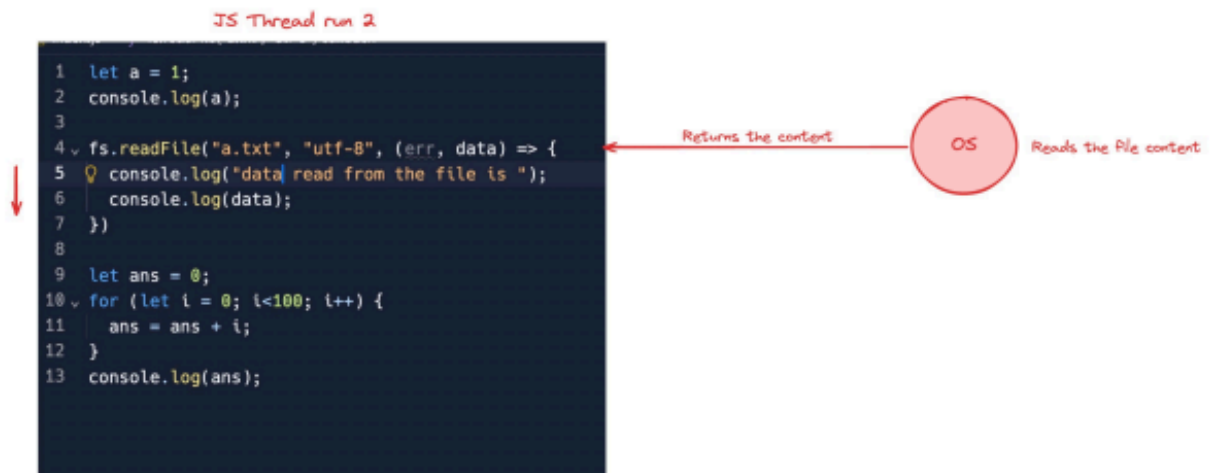 JS Thread run 2
1 let a = 1;
2 console.log(a);
3
4 fs.readFile("a.txt", "utf-8", (err, data) => {
5 console.log("data read from the file is ");
6 console.log(data);
7 })
8
9 let ans = 0;
10 for (let i = 0; i<100; i++) {
11 ans = ans + i;
12 }
13 console.log(ans);
Returns the content
OS
Reads the file content